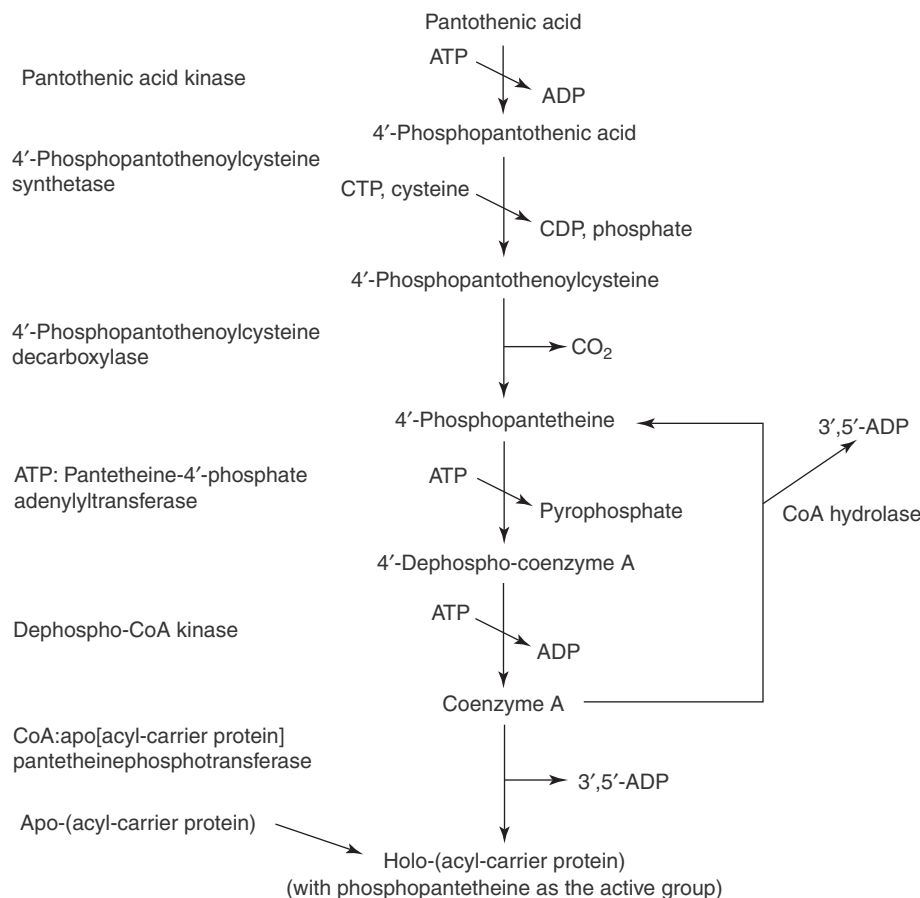 Pantothenic acid
ATP
Pantothenic acid kinase
ADP
4′-Phosphopantothenic acid
4′-Phosphopantothenoylcysteine
synthetase
CTP, cysteine
CDP, phosphate
4′-Phosphopantothenoylcysteine
4′-Phosphopantothenoylcysteine
decarboxylase
CO₂
4′-Phosphopantetheine
3′,5′-ADP
ATP: Pantetheine-4′-phosphate
adenylyltransferase
ATP
Pyrophosphate
CoA hydrolase
4′-Dephospho-coenzyme A
ATP
Dephospho-CoA kinase
ADP
Coenzyme A
CoA:apo[acyl-carrier protein]
pantetheinephosphotransferase
3′,5′-ADP
Apo-(acyl-carrier protein)
Holo-(acyl-carrier protein)
(with phosphopantetheine as the active group)